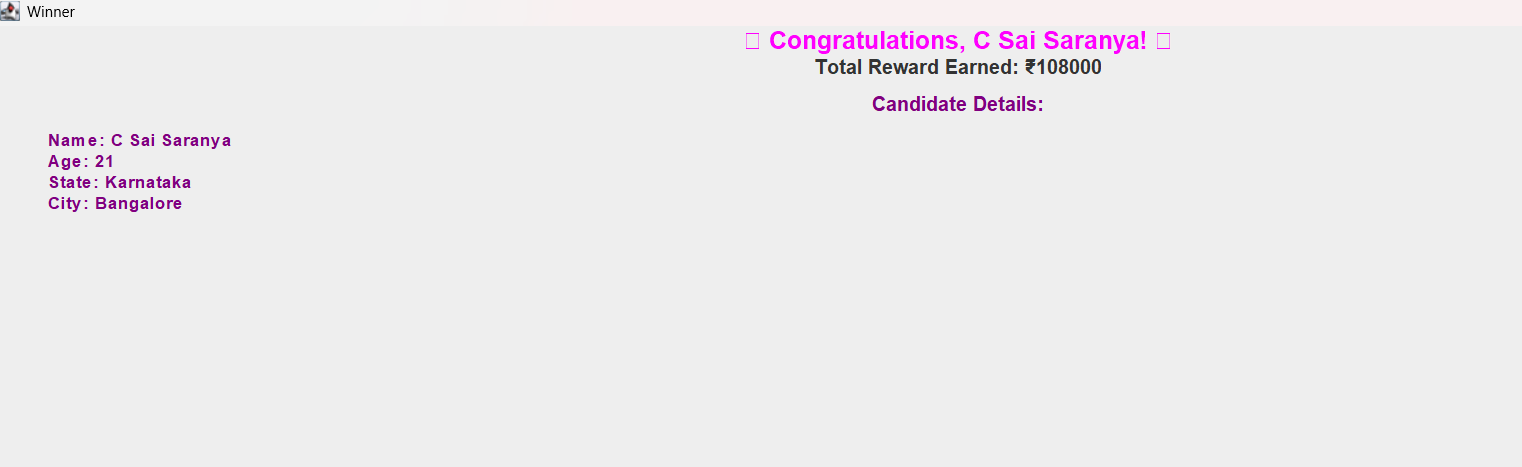 Winner
Congratulations, C Sai Saranya!
Total Reward Earned: ₹108000
Candidate Details:
Name: C Sai Saranya
Age: 21
State: Karnataka
City: Bangalore